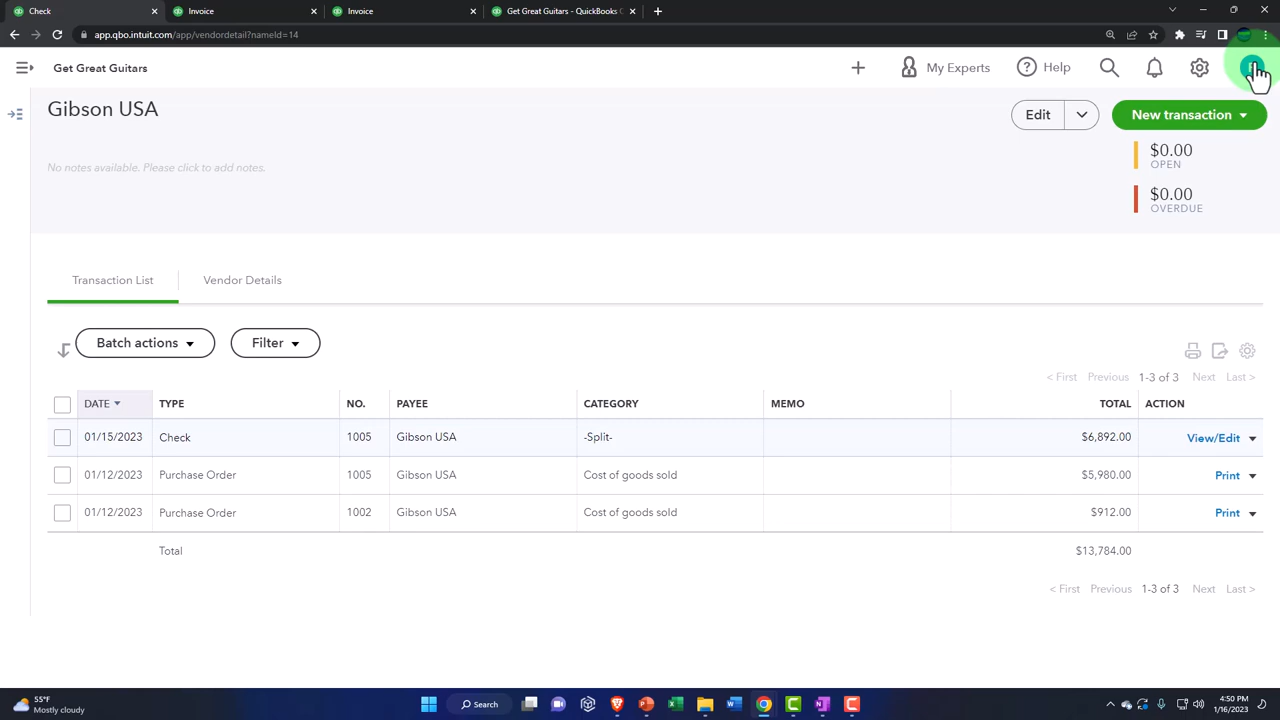 Check
Invoice
Invoice
Get Great Guitars - QuickBooks C
app.qbo.intuit.com/app/vendordetail?nameId=14
Get Great Guitars
My Experts
Help
Gibson USA
Edit
New transaction
No notes available. Please click to add notes.
$0.00
OPEN
$0.00
OVERDUE
Transaction List
Vendor Details
Batch actions
Filter
< First Previous 1-3 of 3 Next Last >
DATE TYPE NO. PAYEE CATEGORY MEMO TOTAL ACTION
01/15/2023 Check 1005 Gibson USA -Split- $6,892.00 View/Edit
01/12/2023 Purchase Order 1005 Gibson USA Cost of goods sold $5,980.00 Print
01/12/2023 Purchase Order 1002 Gibson USA Cost of goods sold $912.00 Print
Total $13,784.00
< First Previous 1-3 of 3 Next Last >
55°F
Mostly cloudy
Search
4:50 PM
1/16/2023